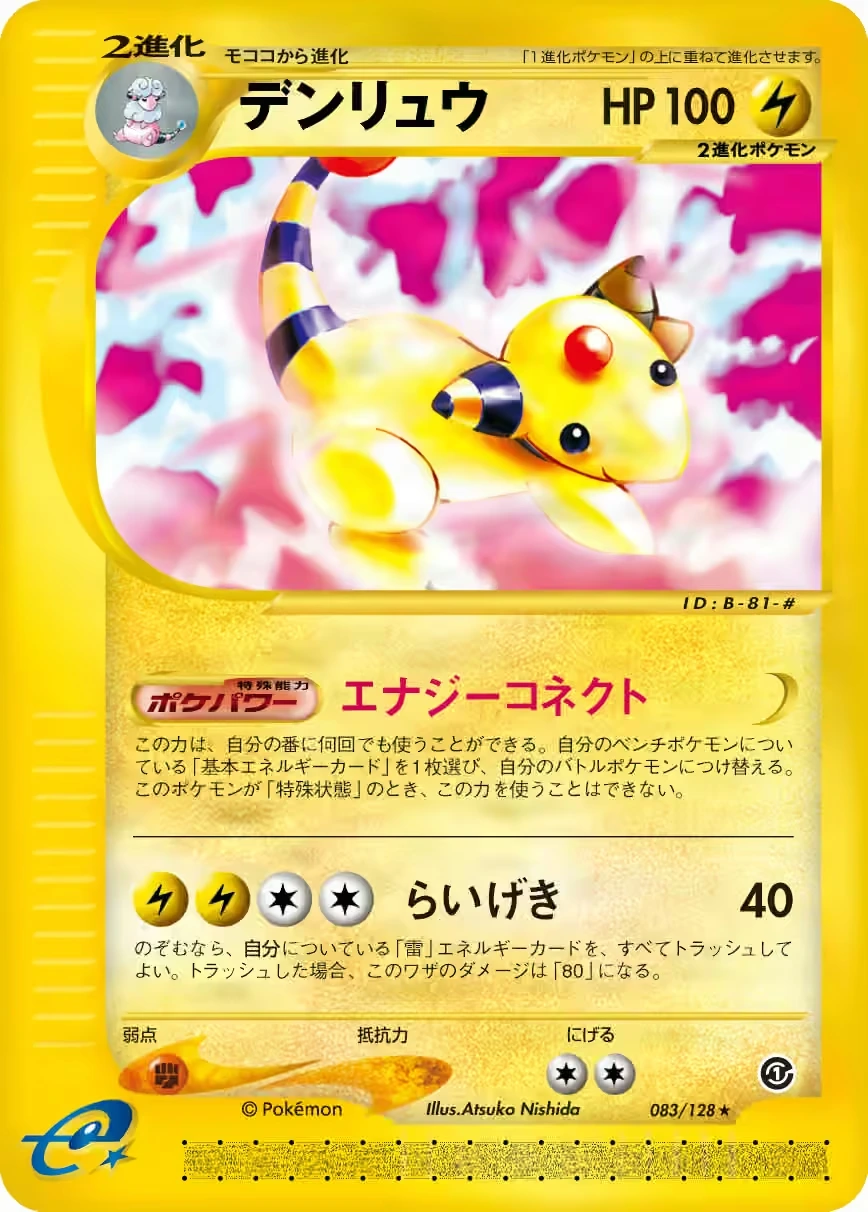 2進化
モココから進化
「1進化ポケモン」の上に重ねて進化させます。
デンリュウ
HP 100
2進化ポケモン
ID : B-81-#
特殊能力
ポケパワー
エナジーコネクト
この力は、自分の番に何回でも使うことができる。自分のベンチポケモンについ
ている「基本エネルギーカード」を1枚選び、自分のバトルポケモンにつけ替える。
このポケモンが「特殊状態」のとき、この力を使うことはできない。
らいげき
40
のぞむなら、自分についている「雷」エネルギーカードを、すべてトラッシュして
よい。トラッシュした場合、このワザのダメージは「80」になる。
弱点
抵抗力
にげる
1
© Pokémon
Illus.Atsuko Nishida
083/128★
e